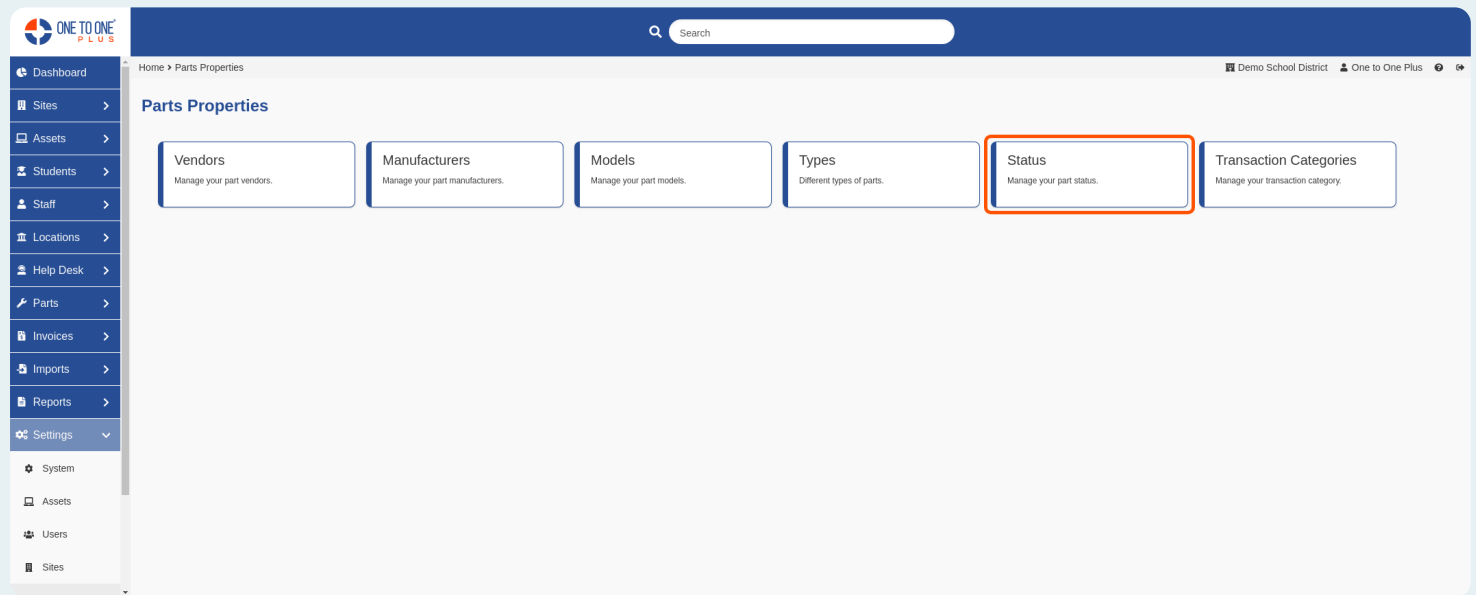 ONE TO ONE®
PLUS
Search
Home > Parts Properties
Demo School District
One to One Plus
Dashboard
Sites
Assets
Students
Staff
Locations
Help Desk
Parts
Invoices
Imports
Reports
Settings
System
Assets
Users
Sites
Parts Properties
Vendors
Manage your part vendors.
Manufacturers
Manage your part manufacturers.
Models
Manage your part models.
Types
Different types of parts.
Status
Manage your part status.
Transaction Categories
Manage your transaction category.